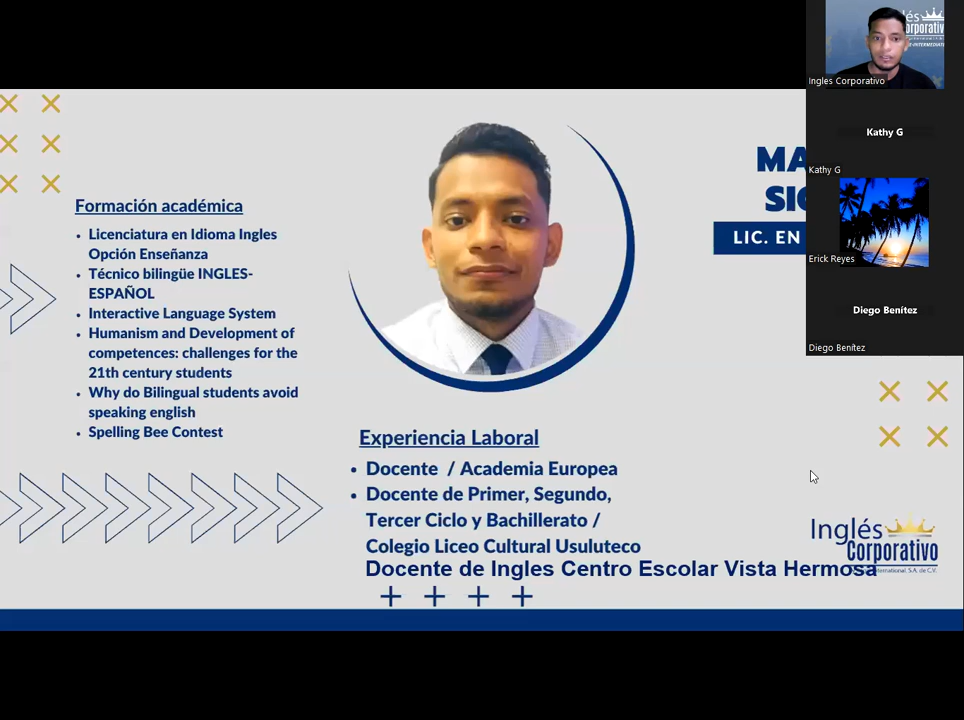 Formación académica
Licenciatura en Idioma Ingles
Opción Enseñanza
Técnico bilingüe INGLES-
ESPAÑOL
Interactive Language System
Humanism and Development of
competences: challenges for the
21th century students
Why do Bilingual students avoid
speaking english
Spelling Bee Contest
Experiencia Laboral
Docente / Academia Europea
Docente de Primer, Segundo,
Tercer Ciclo y Bachillerato /
Colegio Liceo Cultural Usuluteco
Docente de Ingles Centro Escolar Vista Hermosa
MA
LIC. EN
Ingles Corporativo
Kathy G
Kathy G
Erick Reyes
Diego Benítez
Diego Benítez
Inglés
Corporativo